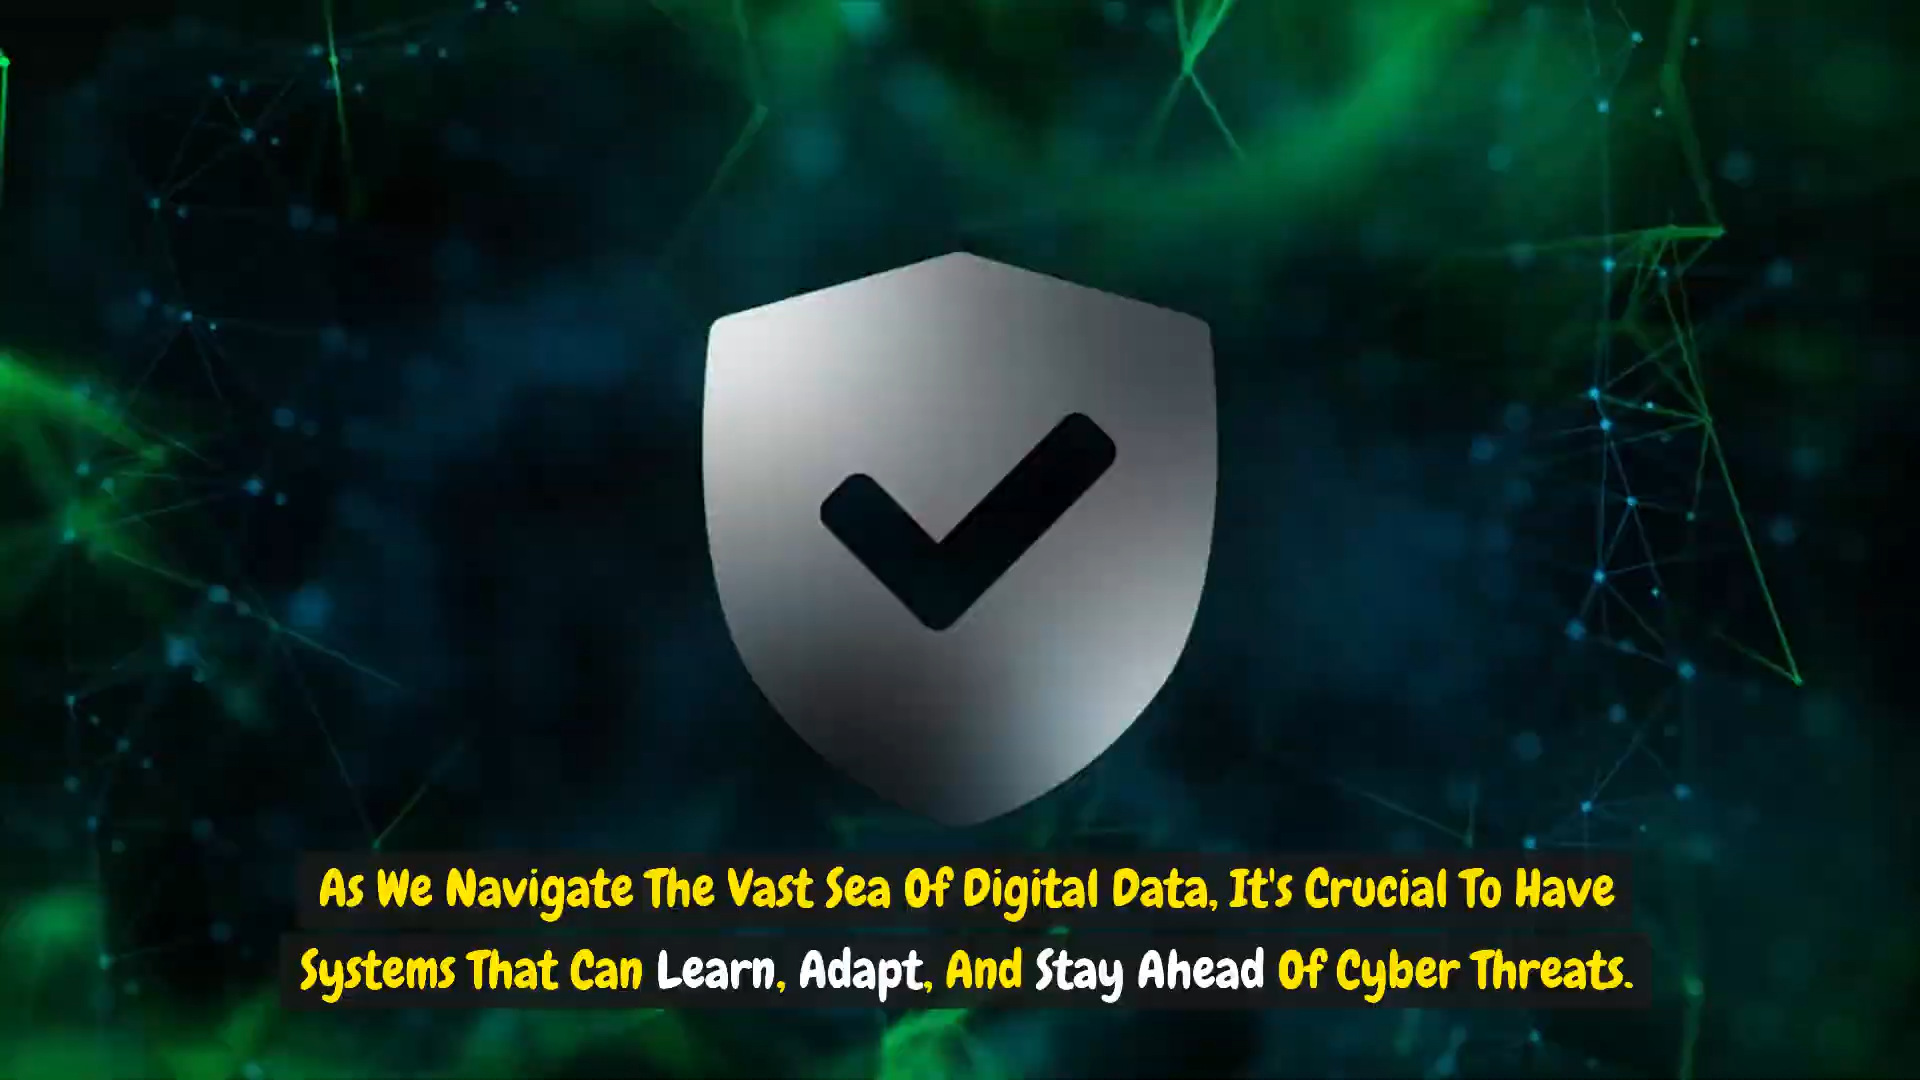 As We Navigate The Vast Sea Of Digital Data, It's Crucial To Have
Systems That Can Learn, Adapt, And Stay Ahead Of Cyber Threats.